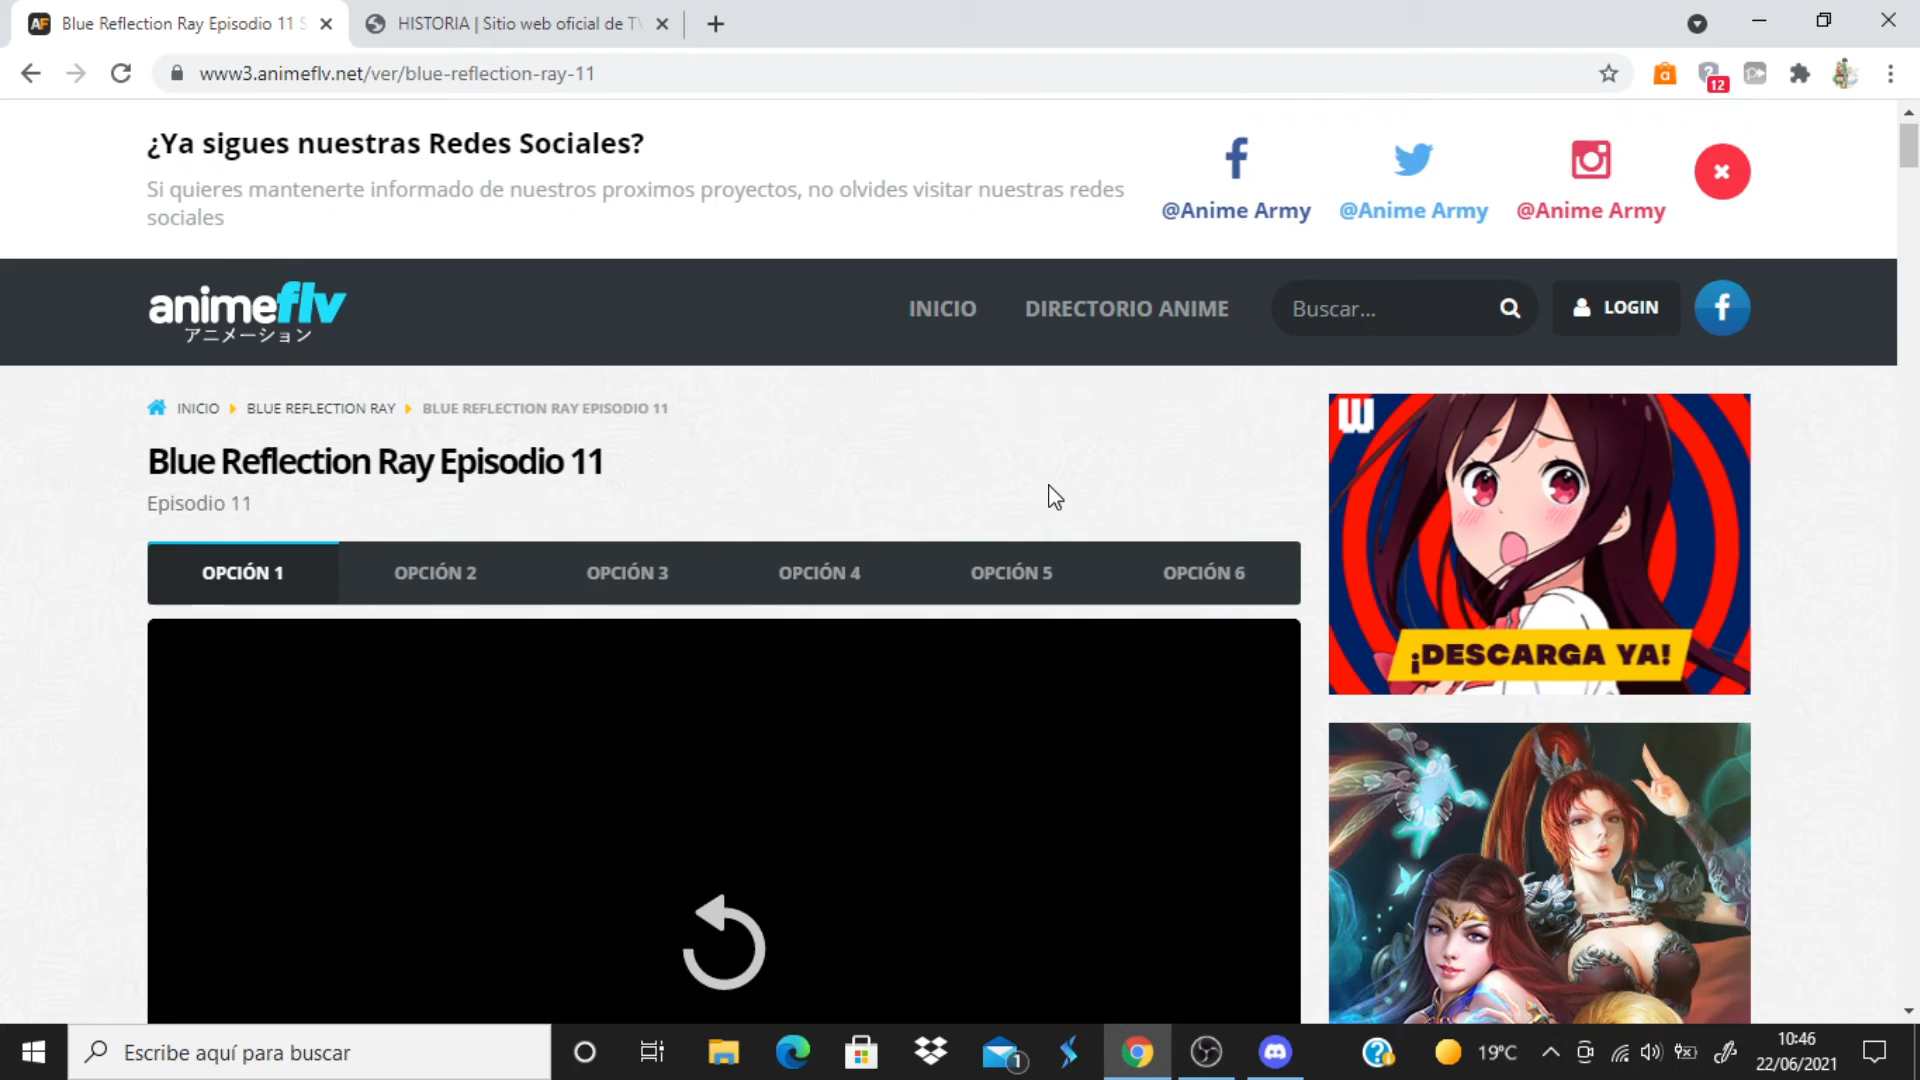 Blue Reflection Ray Episodio 11 S
HISTORIA | Sitio web oficial de TV
www3.animeflv.net/ver/blue-reflection-ray-11
12
¿Ya sigues nuestras Redes Sociales?
Si quieres mantenerte informado de nuestros proximos proyectos, no olvides visitar nuestras redes
sociales
@Anime Army
@Anime Army
@Anime Army
animeflv
アニメーション
INICIO
DIRECTORIO ANIME
Buscar...
LOGIN
INICIO
BLUE REFLECTION RAY
BLUE REFLECTION RAY EPISODIO 11
Blue Reflection Ray Episodio 11
Episodio 11
OPCIÓN 1
OPCIÓN 2
OPCIÓN 3
OPCIÓN 4
OPCIÓN 5
OPCIÓN 6
W
¡DESCARGA YA!
Escribe aquí para buscar
1
19°C
10:46
22/06/2021